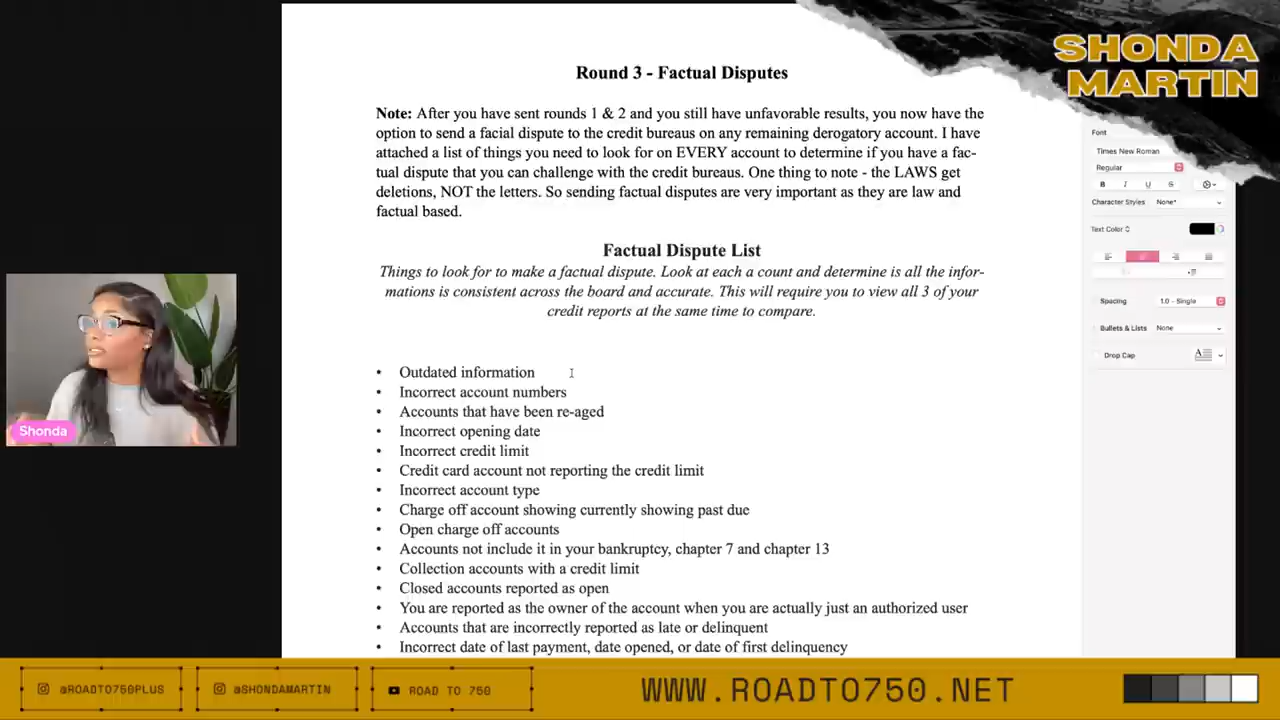 SHONDA
MARTIN
Round 3 - Factual Disputes
Note: After you have sent rounds 1 & 2 and you still have unfavorable results, you now have the
option to send a facial dispute to the credit bureaus on any remaining derogatory account. I have
attached a list of things you need to look for on EVERY account to determine if you have a fac-
tual dispute that you can challenge with the credit bureaus. One thing to note - the LAWS get
deletions, NOT the letters. So sending factual disputes are very important as they are law and
factual based.
Factual Dispute List
Things to look for to make a factual dispute. Look at each a count and determine is all the infor-
mations is consistent across the board and accurate. This will require you to view all 3 of your
credit reports at the same time to compare.
• Outdated information
• Incorrect account numbers
• Accounts that have been re-aged
• Incorrect opening date
• Incorrect credit limit
• Credit card account not reporting the credit limit
• Incorrect account type
• Charge off account showing currently showing past due
• Open charge off accounts
• Accounts not include it in your bankruptcy, chapter 7 and chapter 13
• Collection accounts with a credit limit
• Closed accounts reported as open
• You are reported as the owner of the account when you are actually just an authorized user
• Accounts that are incorrectly reported as late or delinquent
• Incorrect date of last payment, date opened, or date of first delinquency
Font
Times New Roman
Regular
B I U S
Character Styles None*
Text Color
Spacing 1.0 - Single
Bullets & Lists None
Drop Cap
Shonda
@ROADTO750PLUS
@SHONDAMARTIN
ROAD TO 750
WWW.ROADTO750.NET